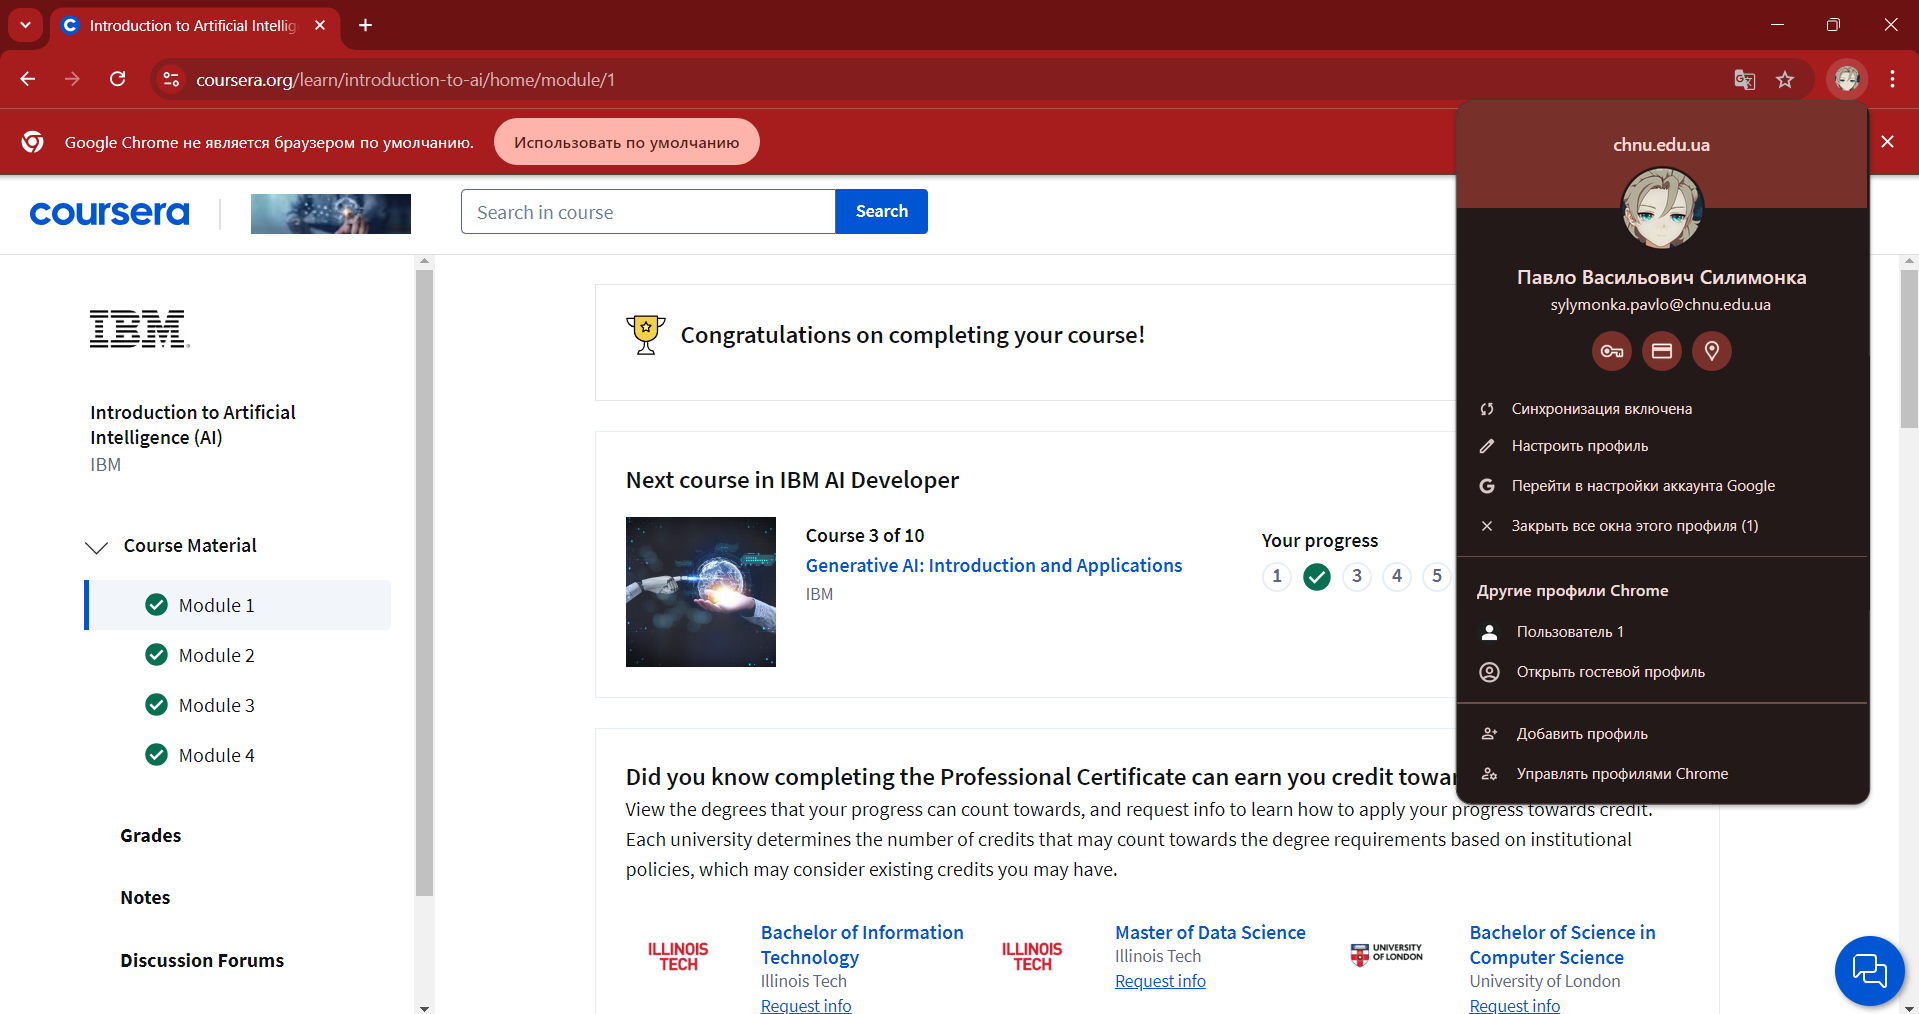 Introduction to Artificial Intellig
coursera.org/learn/introduction-to-ai/home/module/1
Google Chrome не является браузером по умолчанию.
Использовать по умолчанию
coursera
Search in course
Search
IBM
Introduction to Artificial
Intelligence (AI)
IBM
Course Material
Module 1
Module 2
Module 3
Module 4
Grades
Notes
Discussion Forums
Congratulations on completing your course!
Next course in IBM AI Developer
Course 3 of 10
Generative AI: Introduction and Applications
IBM
Your progress
1
3
4
5
Did you know completing the Professional Certificate can earn you credit towar
View the degrees that your progress can count towards, and request info to learn how to apply your progress towards credit.
Each university determines the number of credits that may count towards the degree requirements based on institutional
policies, which may consider existing credits you may have.
ILLINOIS
TECH
Bachelor of Information
Technology
Illinois Tech
Request info
ILLINOIS
TECH
Master of Data Science
Illinois Tech
Request info
UNIVERSITY
OF LONDON
Bachelor of Science in
Computer Science
University of London
Request info
chnu.edu.ua
Павло Васильович Силимонка
sylymonka.pavlo@chnu.edu.ua
Синхронизация включена
Настроить профиль
Перейти в настройки аккаунта Google
Закрыть все окна этого профиля (1)
Другие профили Chrome
Пользователь 1
Открыть гостевой профиль
Добавить профиль
Управлять профилями Chrome